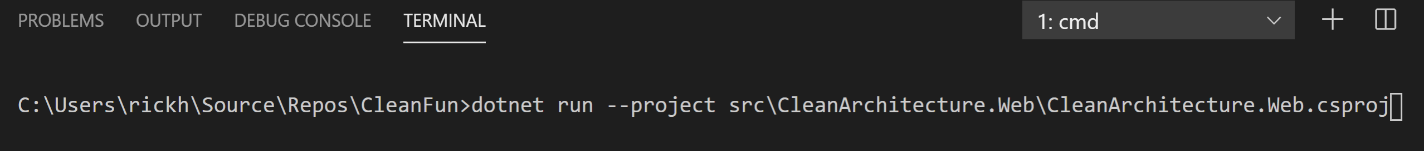 PROBLEMS OUTPUT DEBUG CONSOLE TERMINAL 1: cmd
C:\Users\rickh\Source\Repos\CleanFun>dotnet run --project src\CleanArchitecture.Web\CleanArchitecture.Web.csproj